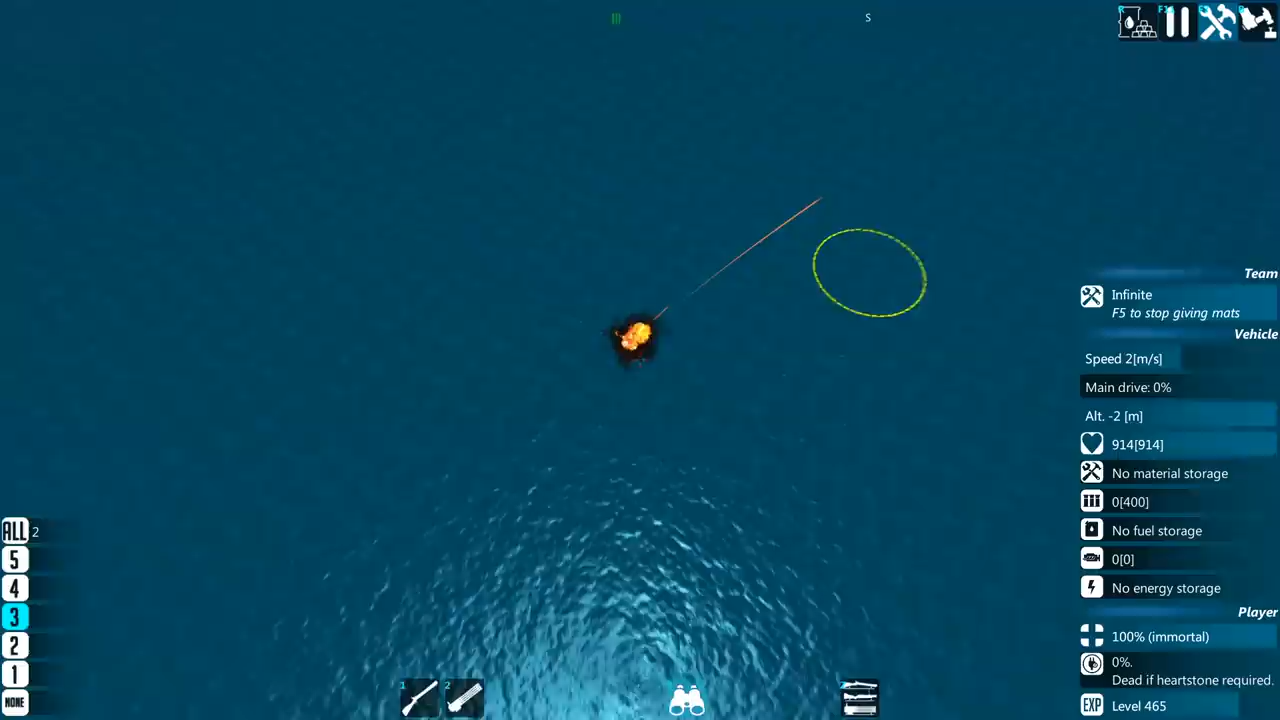 S
Team
Infinite
F5 to stop giving mats
Vehicle
Speed 2[m/s]
Main drive: 0%
Alt. -2 [m]
914[914]
No material storage
0[400]
No fuel storage
0[0]
No energy storage
Player
100% (immortal)
0%.
Dead if heartstone required.
EXP Level 465
ALL 2
5
4
3
2
1
NONE
1 2